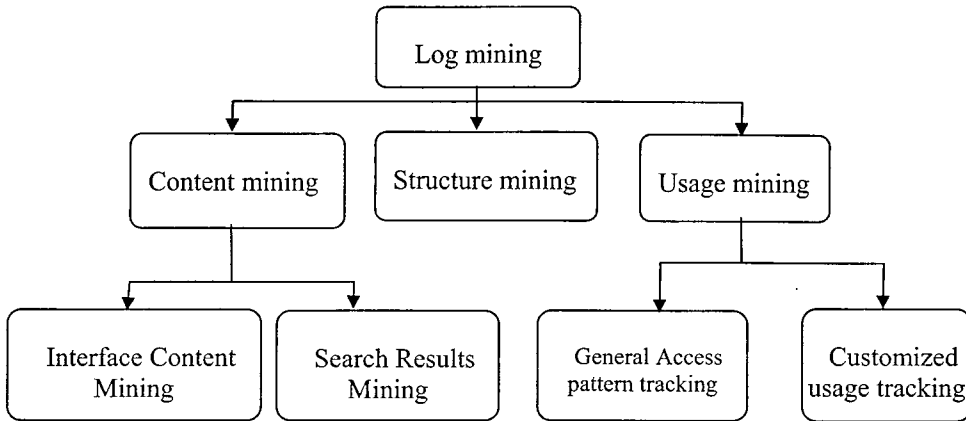 Log mining
Content mining
Structure mining
Usage mining
Interface Content
Mining
Search Results
Mining
General Access
pattern tracking
Customized
usage tracking